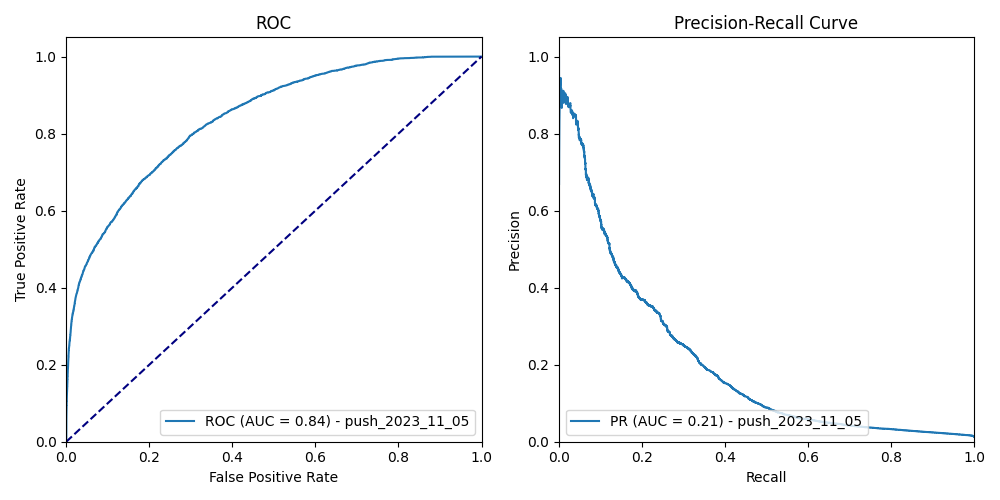 ROC
1.0
0.8
0.6
0.4
0.2
0.0
True Positive Rate
ROC (AUC = 0.84) - push_2023_11_05
0.0 0.2 0.4 0.6 0.8 1.0
False Positive Rate
Precision-Recall Curve
1.0
0.8
0.6
0.4
0.2
0.0
Precision
PR (AUC = 0.21) - push_2023_11_05
0.0 0.2 0.4 0.6 0.8 1.0
Recall